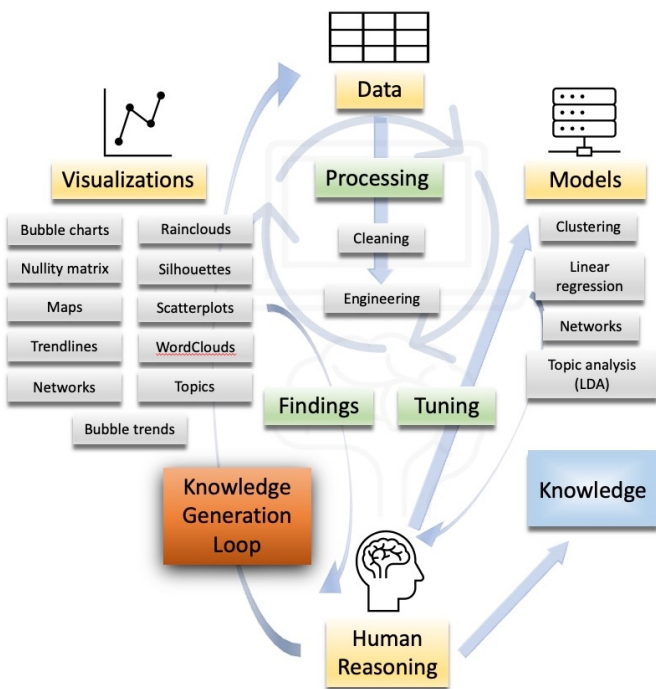 Data
Visualizations
Processing
Models
Bubble charts
Rainclouds
Cleaning
Clustering
Nullity matrix
Silhouettes
Linear
regression
Maps
Scatterplots
Engineering
Networks
Trendlines
WordClouds
Topic analysis
(LDA)
Networks
Topics
Findings
Tuning
Bubble trends
Knowledge
Generation
Loop
Knowledge
Human
Reasoning